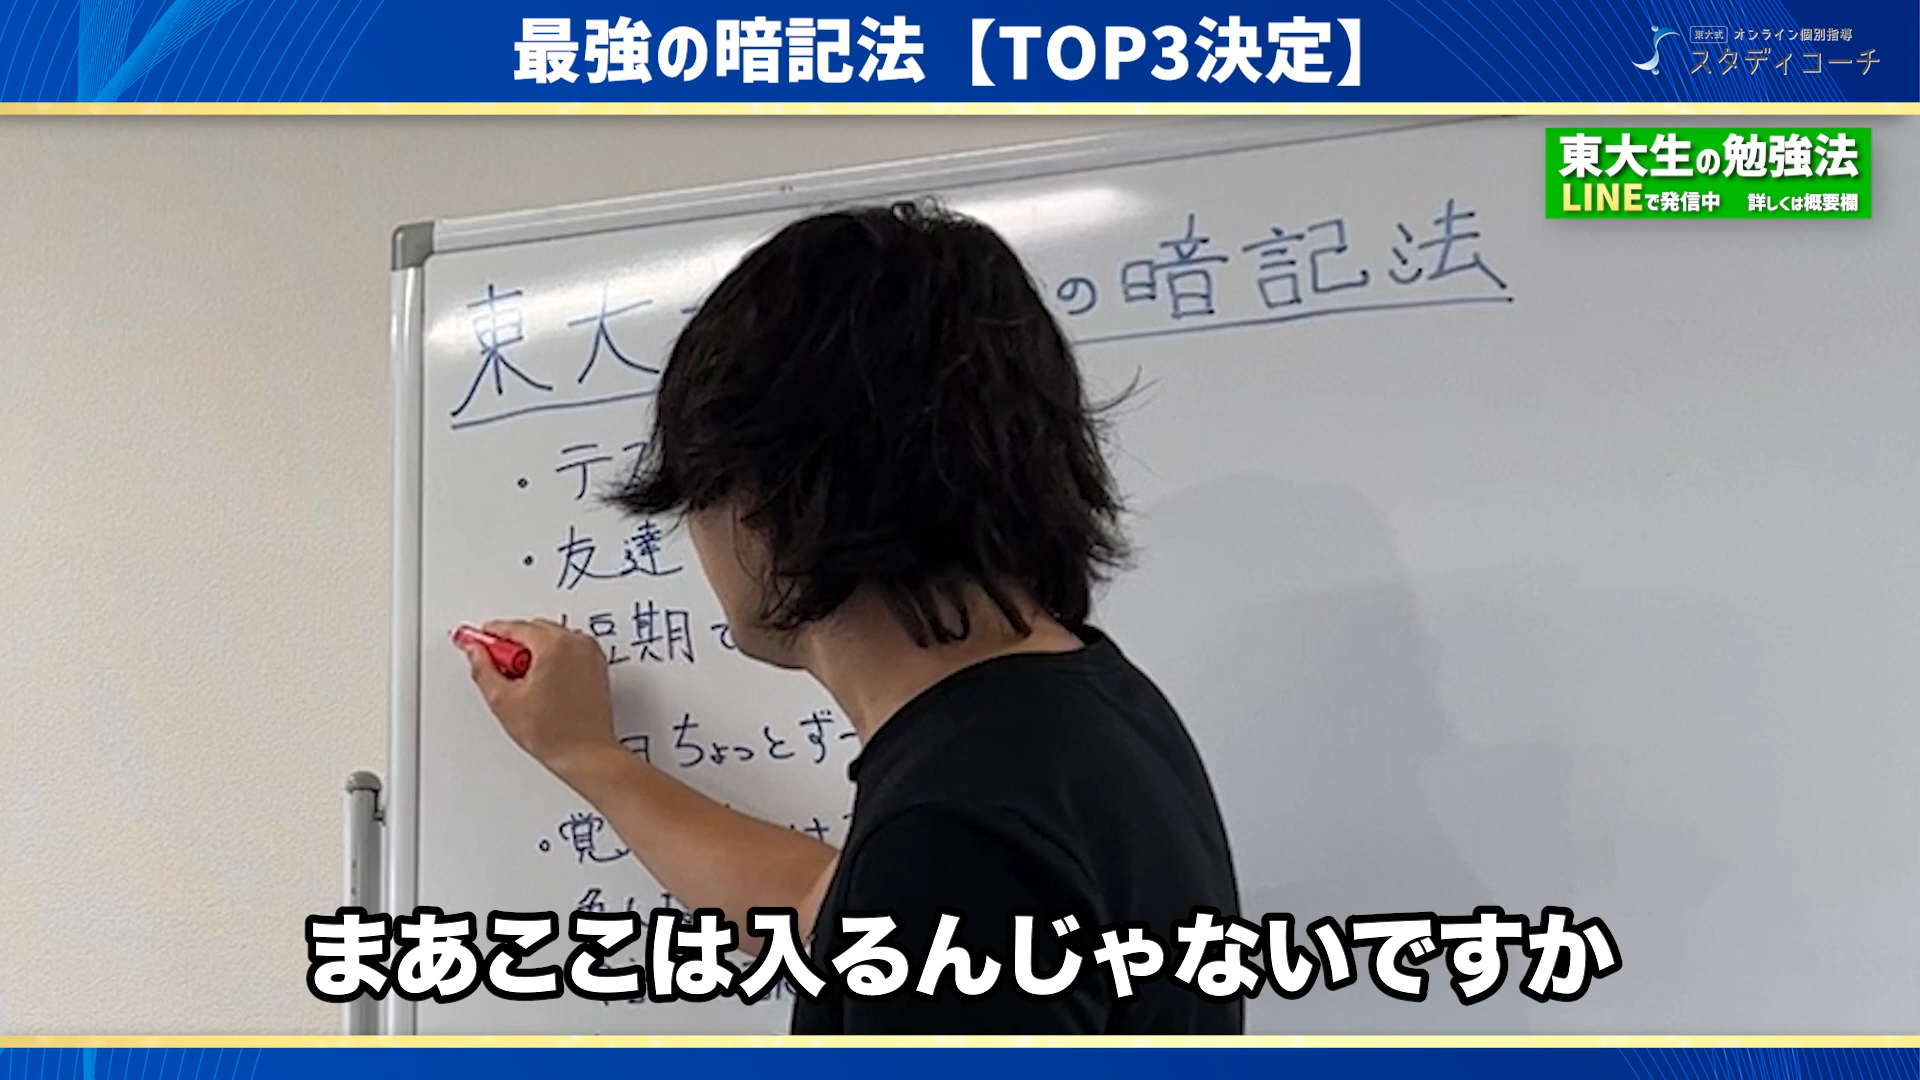 最強の暗記法【TOP3決定】
東大式 オンライン個別指導
スタディコーチ
東大生の勉強法
LINEで発信中 詳しくは概要欄
東大 の暗記法
・テス
・友達
短期で
日ちょっとず
・覚
まあここは入るんじゃないですか